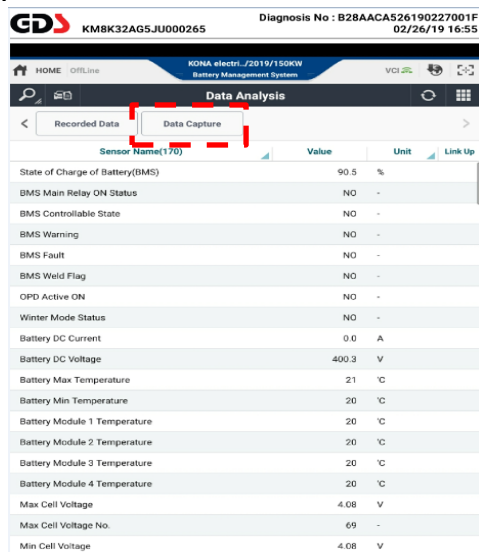 GDS KM8K32AG5JU000265 Diagnosis No : B28AACA526190227001F
02/26/19 16:55
KONA electri../2019/150KW
HOME OffLine Battery Management System VCI
Data Analysis
< Recorded Data Data Capture >
Sensor Name(170) Value Unit Link Up
State of Charge of Battery(BMS) 90.5 %
BMS Main Relay ON Status NO -
BMS Controllable State NO -
BMS Warning NO -
BMS Fault NO -
BMS Weld Flag NO -
OPD Active ON NO -
Winter Mode Status NO -
Battery DC Current 0.0 A
Battery DC Voltage 400.3 V
Battery Max Temperature 21 'C
Battery Min Temperature 20 'C
Battery Module 1 Temperature 20 'C
Battery Module 2 Temperature 20 'C
Battery Module 3 Temperature 20 'C
Battery Module 4 Temperature 20 'C
Max Cell Voltage 4.08 V
Max Cell Voltage No. 69 -
Min Cell Voltage 4.08 V